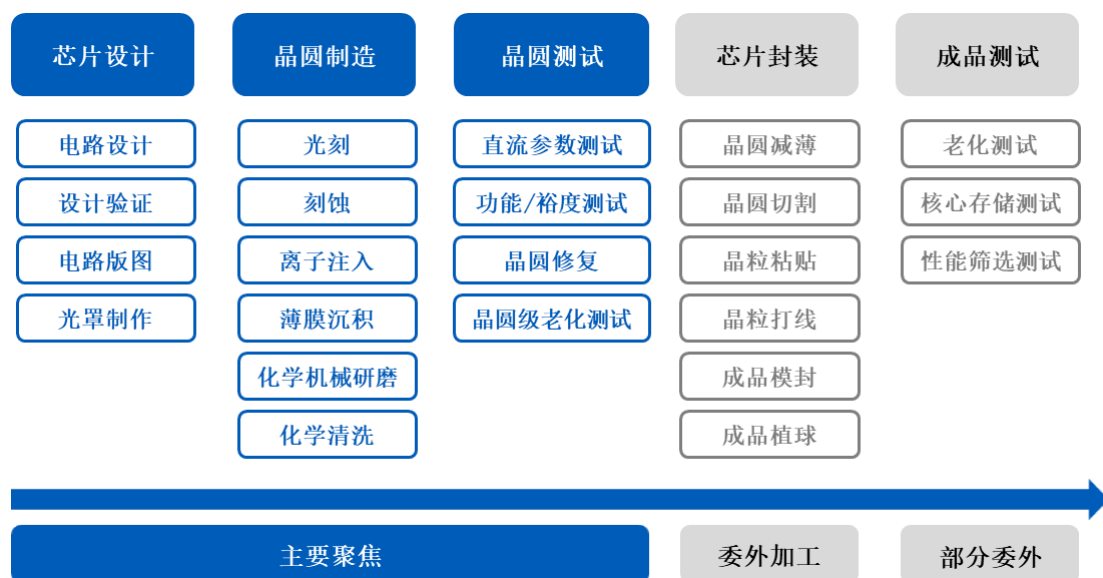 芯片设计
晶圆制造
晶圆测试
芯片封装
成品测试
电路设计
光刻
直流参数测试
晶圆减薄
老化测试
设计验证
刻蚀
功能/裕度测试
晶圆切割
核心存储测试
电路版图
离子注入
晶圆修复
晶粒粘贴
性能筛选测试
光罩制作
薄膜沉积
晶圆级老化测试
晶粒打线
化学机械研磨
成品模封
化学清洗
成品植球
主要聚焦
委外加工
部分委外